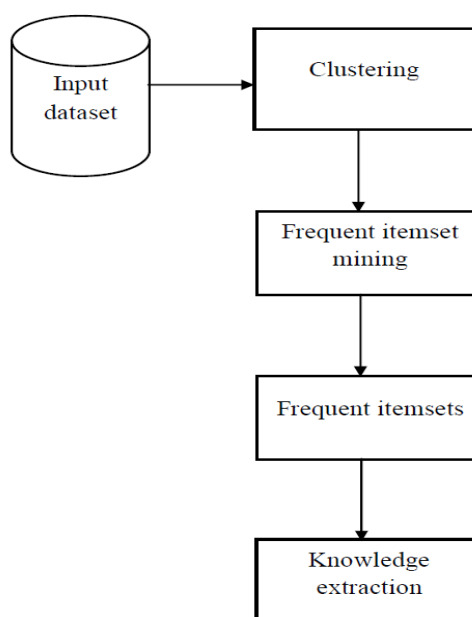 Input
dataset
Clustering
Frequent itemset
mining
Frequent itemsets
Knowledge
extraction